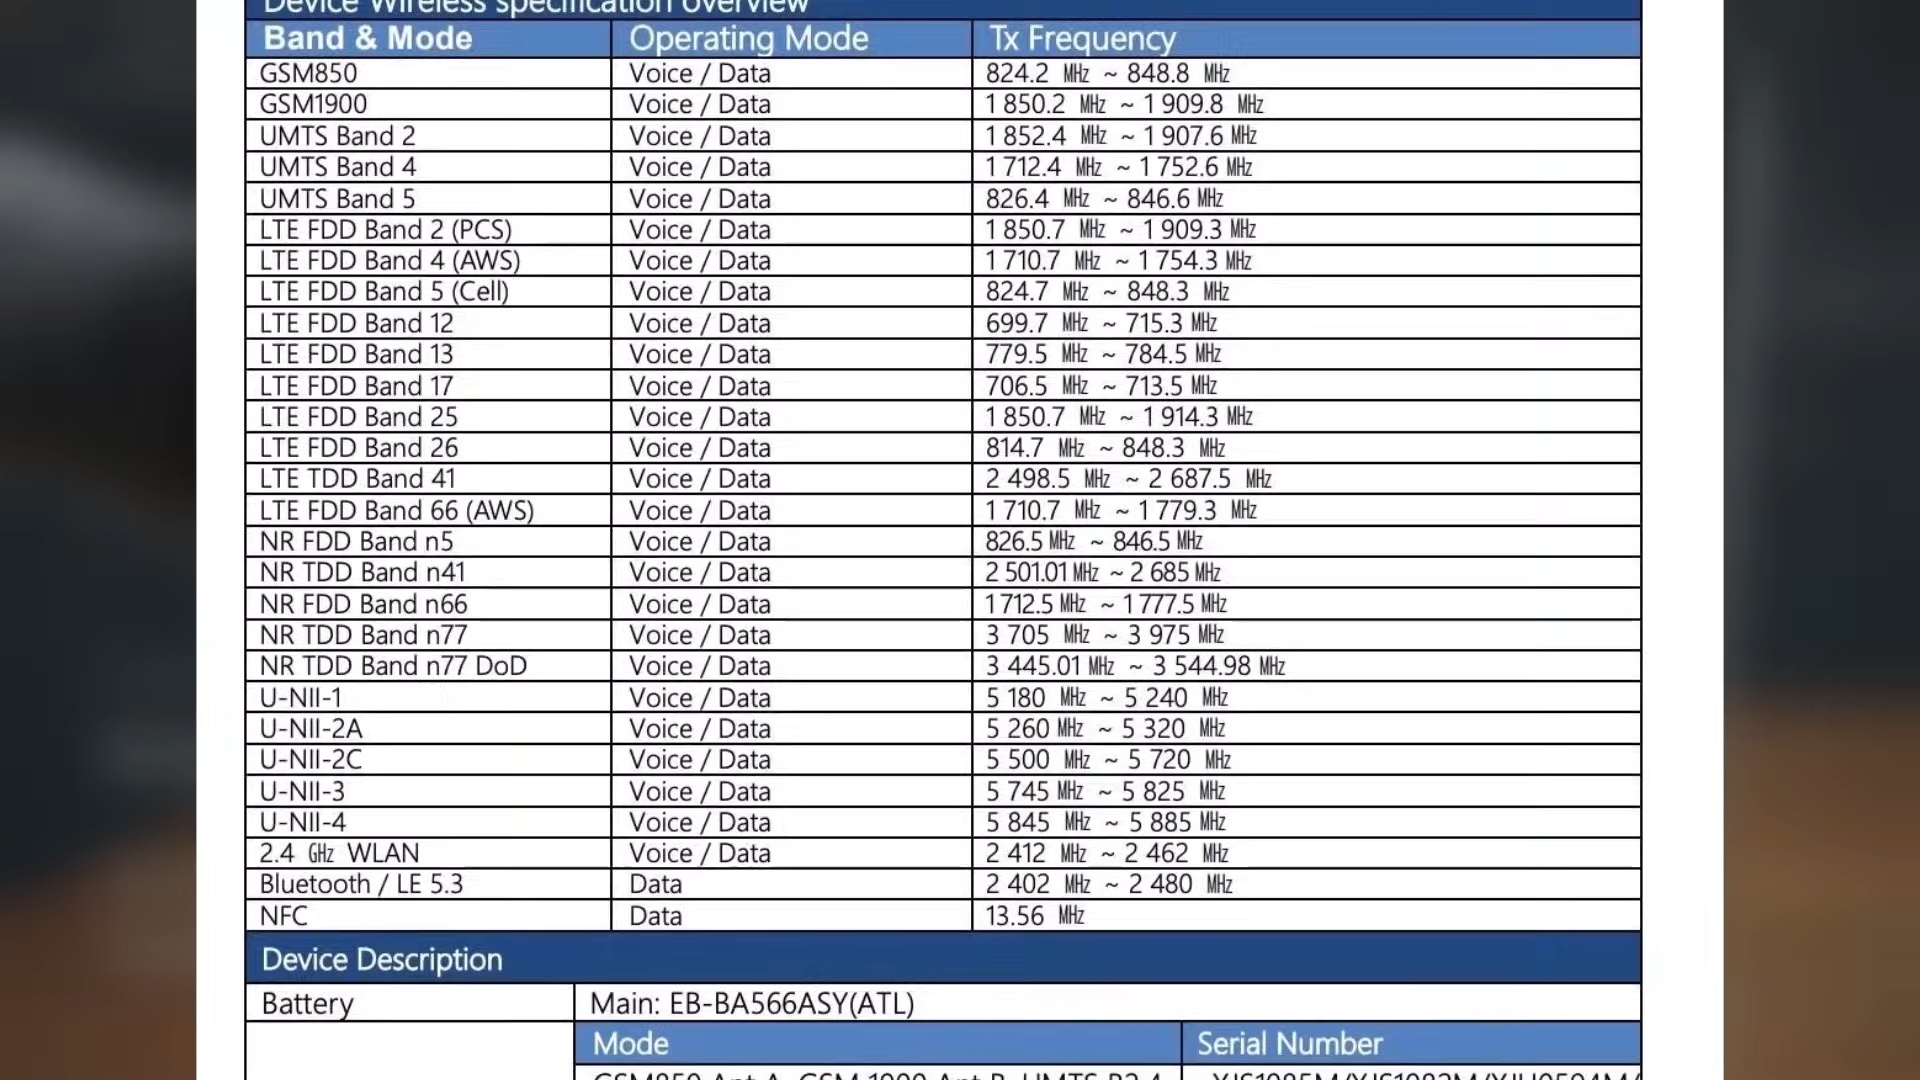 Device Wireless specification overview
Band & Mode Operating Mode Tx Frequency
GSM850 Voice / Data 824.2 MHz ~ 848.8 MHz
GSM1900 Voice / Data 1 850.2 MHz ~ 1 909.8 MHz
UMTS Band 2 Voice / Data 1 852.4 MHz ~ 1 907.6 MHz
UMTS Band 4 Voice / Data 1 712.4 MHz ~ 1 752.6 MHz
UMTS Band 5 Voice / Data 826.4 MHz ~ 846.6 MHz
LTE FDD Band 2 (PCS) Voice / Data 1 850.7 MHz ~ 1 909.3 MHz
LTE FDD Band 4 (AWS) Voice / Data 1 710.7 MHz ~ 1 754.3 MHz
LTE FDD Band 5 (Cell) Voice / Data 824.7 MHz ~ 848.3 MHz
LTE FDD Band 12 Voice / Data 699.7 MHz ~ 715.3 MHz
LTE FDD Band 13 Voice / Data 779.5 MHz ~ 784.5 MHz
LTE FDD Band 17 Voice / Data 706.5 MHz ~ 713.5 MHz
LTE FDD Band 25 Voice / Data 1 850.7 MHz ~ 1 914.3 MHz
LTE FDD Band 26 Voice / Data 814.7 MHz ~ 848.3 MHz
LTE TDD Band 41 Voice / Data 2 498.5 MHz ~ 2 687.5 MHz
LTE FDD Band 66 (AWS) Voice / Data 1 710.7 MHz ~ 1 779.3 MHz
NR FDD Band n5 Voice / Data 826.5 MHz ~ 846.5 MHz
NR TDD Band n41 Voice / Data 2 501.01 MHz ~ 2 685 MHz
NR FDD Band n66 Voice / Data 1 712.5 MHz ~ 1 777.5 MHz
NR TDD Band n77 Voice / Data 3 705 MHz ~ 3 975 MHz
NR TDD Band n77 DoD Voice / Data 3 445.01 MHz ~ 3 544.98 MHz
U-NII-1 Voice / Data 5 180 MHz ~ 5 240 MHz
U-NII-2A Voice / Data 5 260 MHz ~ 5 320 MHz
U-NII-2C Voice / Data 5 500 MHz ~ 5 720 MHz
U-NII-3 Voice / Data 5 745 MHz ~ 5 825 MHz
U-NII-4 Voice / Data 5 845 MHz ~ 5 885 MHz
2.4 GHz WLAN Voice / Data 2 412 MHz ~ 2 462 MHz
Bluetooth / LE 5.3 Data 2 402 MHz ~ 2 480 MHz
NFC Data 13.56 MHz
Device Description
Battery Main: EB-BA566ASY(ATL)
Mode Serial Number